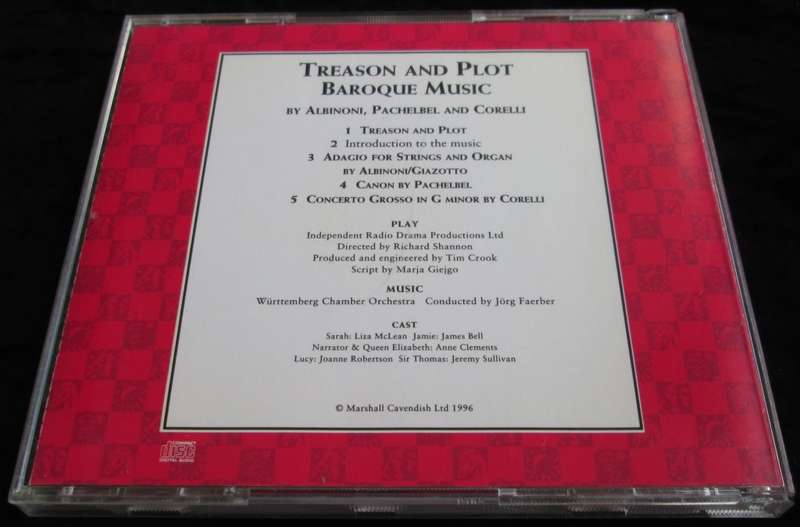 TREASON AND PLOT
BAROQUE MUSIC
BY ALBINONI, PACHELBEL AND CORELLI
1 TREASON AND PLOT
2 Introduction to the music
3 ADAGIO FOR STRINGS AND ORGAN
BY ALBINONI/GIAZOTTO
4 CANON BY PACHELBEL
5 CONCERTO GROSSO IN G MINOR BY CORELLI
PLAY
Independent Radio Drama Productions Ltd
Directed by Richard Shannon
Produced and engineered by Tim Crook
Script by Marja Giejgo
MUSIC
Württemberg Chamber Orchestra Conducted by Jörg Faerber
CAST
Sarah: Liza McLean Jamie: James Bell
Narrator & Queen Elizabeth: Anne Clements
Lucy: Joanne Robertson Sir Thomas: Jeremy Sullivan
© Marshall Cavendish Ltd 1996
COMPACT
disc
DIGITAL AUDIO